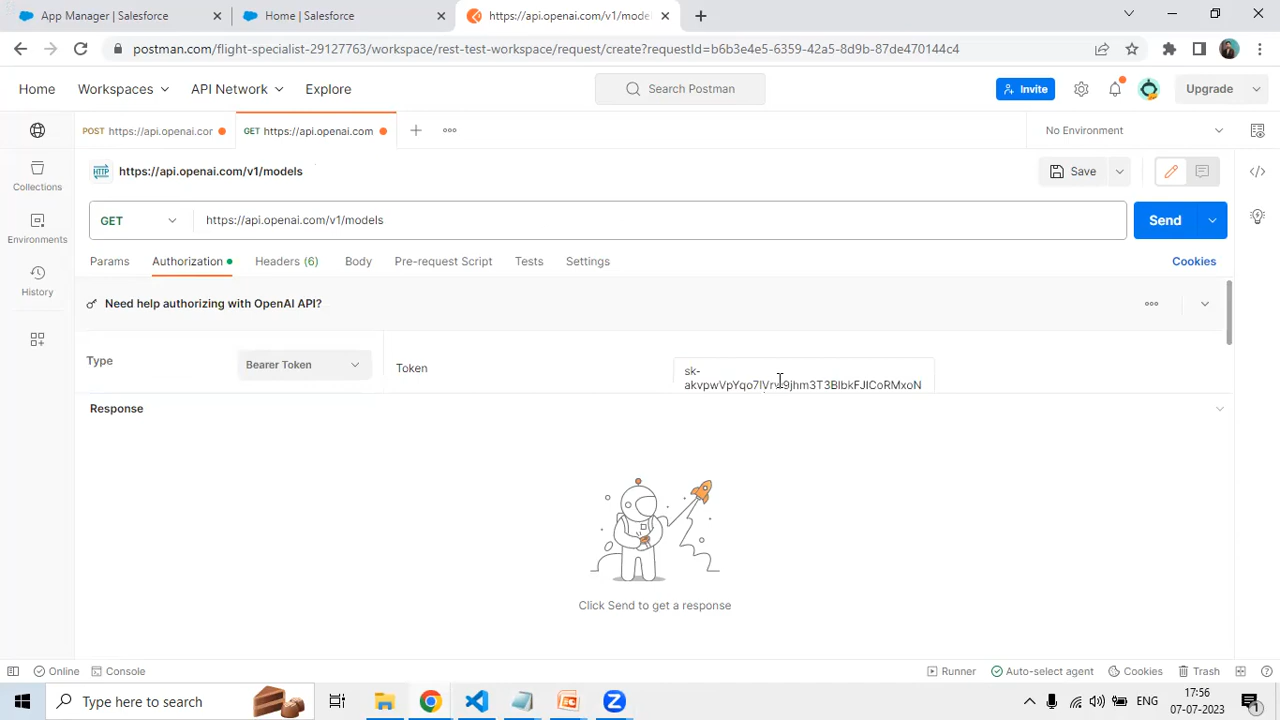 App Manager | Salesforce
Home | Salesforce
https://api.openai.com/v1/mode
postman.com/flight-specialist-29127763/workspace/rest-test-workspace/request/create?requestId=b6b3e4e5-6359-42a5-8d9b-87de470144c4
Home
Workspaces
API Network
Explore
Search Postman
Invite
Upgrade
POST https://api.openai.cor
GET https://api.openai.com
No Environment
HTTP https://api.openai.com/v1/models
Save
GET
https://api.openai.com/v1/models
Send
Collections
Environments
History
Params
Authorization
Headers (6)
Body
Pre-request Script
Tests
Settings
Cookies
Need help authorizing with OpenAI API?
Type
Bearer Token
Token
sk-
Response
Click Send to get a response
Online
Console
Runner
Auto-select agent
Cookies
Trash
Type here to search
ENG
17:56
07-07-2023
1